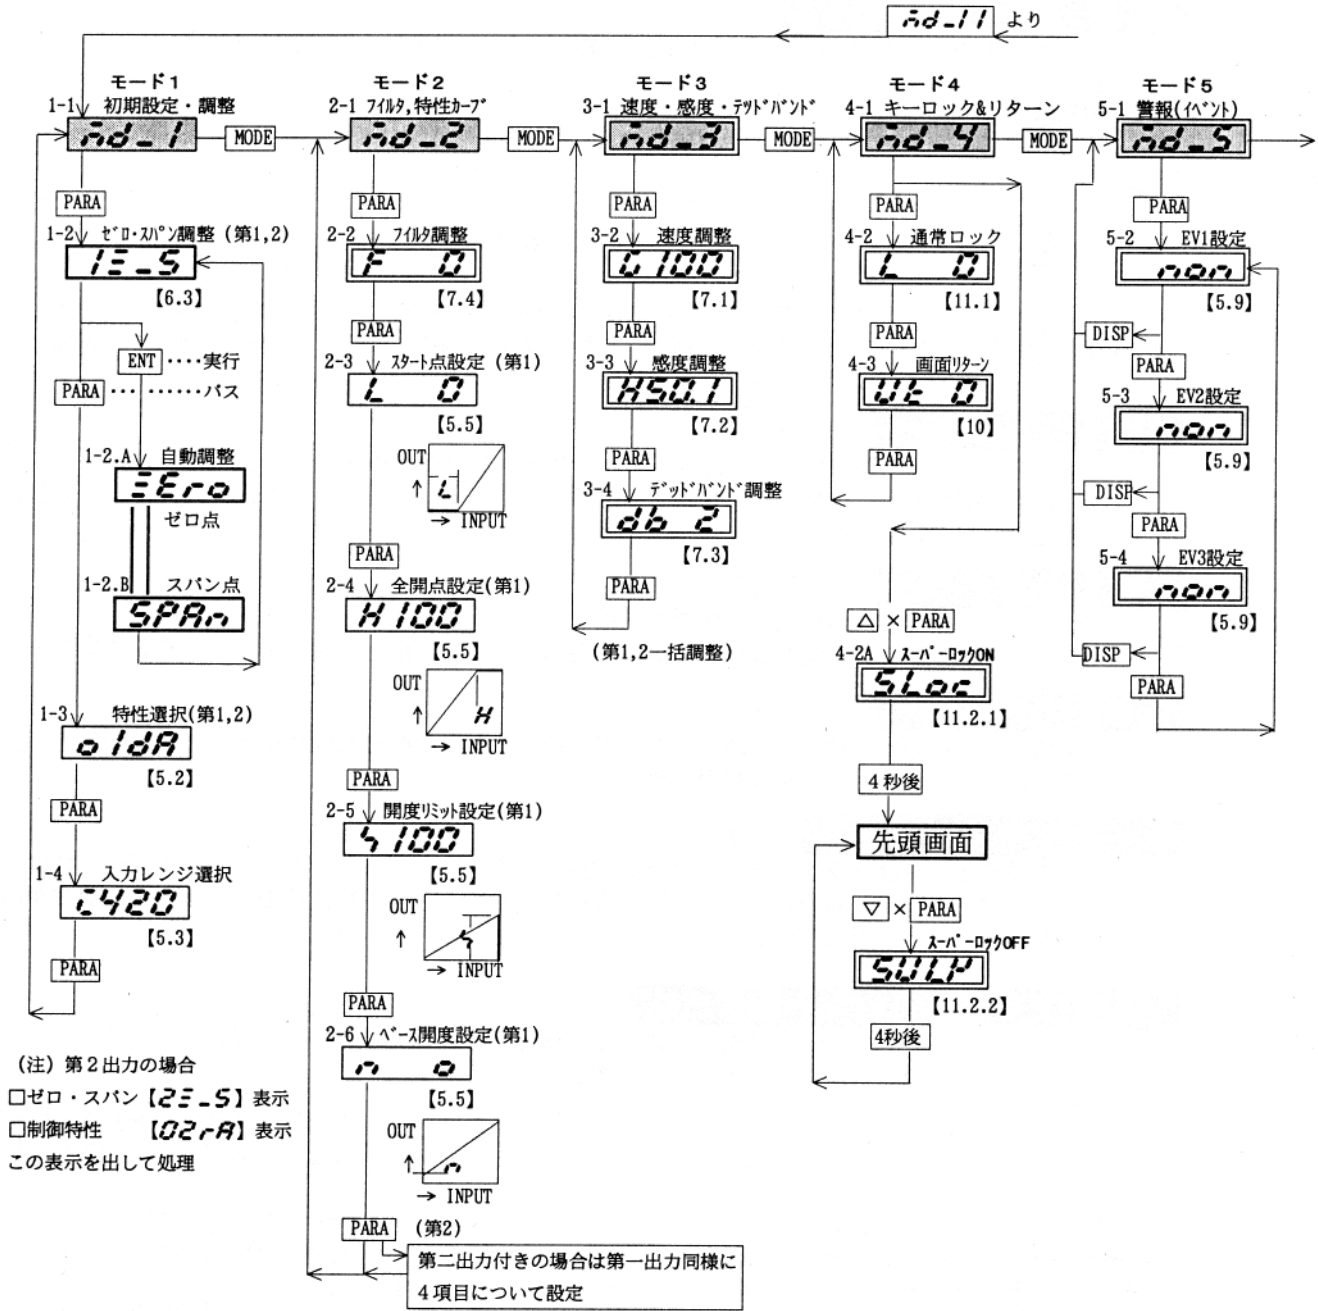 ñd_11 より
モード1
1-1 初期設定・調整
ñd_1
MODE
PARA
1-2 ゼロ・スパン調整 (第1,2)
1Ξ_S
【6.3】
ENT ････実行
PARA ･････････パス
1-2.A 自動調整
ΞEro
ゼロ点
1-2.B スパン点
SPAn
1-3 特性選択(第1,2)
o1dA
【5.2】
PARA
1-4 入力レンジ選択
【5.3】
PARA
(注) 第2出力の場合
□ゼロ・スパン【2Ξ_S】表示
□制御特性 【O2rA】表示
この表示を出して処理
モード2
2-1 フィルタ,特性カーブ
ñd_2
MODE
PARA
2-2 フィルタ調整
F 0
【7.4】
PARA
2-3 スタート点設定 (第1)
L 0
【5.5】
OUT
↑ L
→ INPUT
PARA
2-4 全開点設定(第1)
H100
【5.5】
OUT
↑ H
→ INPUT
PARA
2-5 開度リミット設定(第1)
【5.5】
OUT
↑
→ INPUT
PARA
2-6 ベース開度設定(第1)
n o
【5.5】
OUT
↑ n
→ INPUT
PARA (第2)
第二出力付きの場合は第一出力同様に
4項目について設定
モード3
3-1 速度・感度・デッドバンド
ñd_3
MODE
PARA
3-2 速度調整
【7.1】
PARA
3-3 感度調整
HS0.1
【7.2】
PARA
3-4 デッドバンド調整
db 2
【7.3】
PARA
(第1,2一括調整)
モード4
4-1 キーロック&リターン
ñd_4
MODE
PARA
4-2 通常ロック
L 0
【11.1】
PARA
4-3 画面リターン
Ut 0
【10】
PARA
△ × PARA
4-2A スーパーロックON
SLoc
【11.2.1】
4秒後
先頭画面
▽ × PARA
スーパーロックOFF
【11.2.2】
4秒後
モード5
5-1 警報(イベント)
ñd_5
PARA
5-2 EV1設定
non
【5.9】
DISP
PARA
5-3 EV2設定
non
【5.9】
DISP
PARA
5-4 EV3設定
non
【5.9】
DISP
PARA